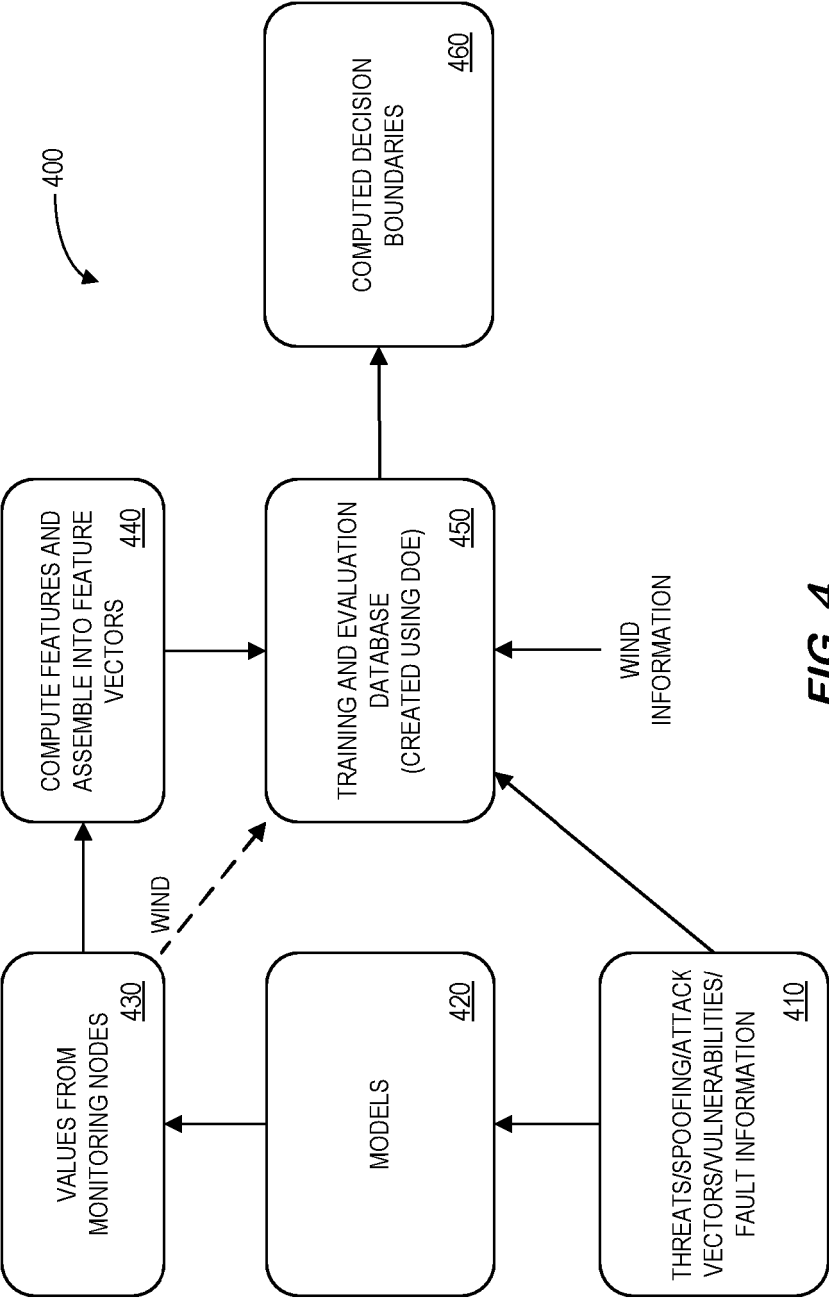 400
VALUES FROM
MONITORING NODES
430
WIND
COMPUTE FEATURES AND
ASSEMBLE INTO FEATURE
VECTORS
440
MODELS
420
TRAINING AND EVALUATION
DATABASE
(CREATED USING DOE)
450
COMPUTED DECISION
BOUNDARIES
460
THREATS/SPOOFING/ATTACK
VECTORS/VULNERABILITIES/
FAULT INFORMATION
410
WIND
INFORMATION
FIG. 4